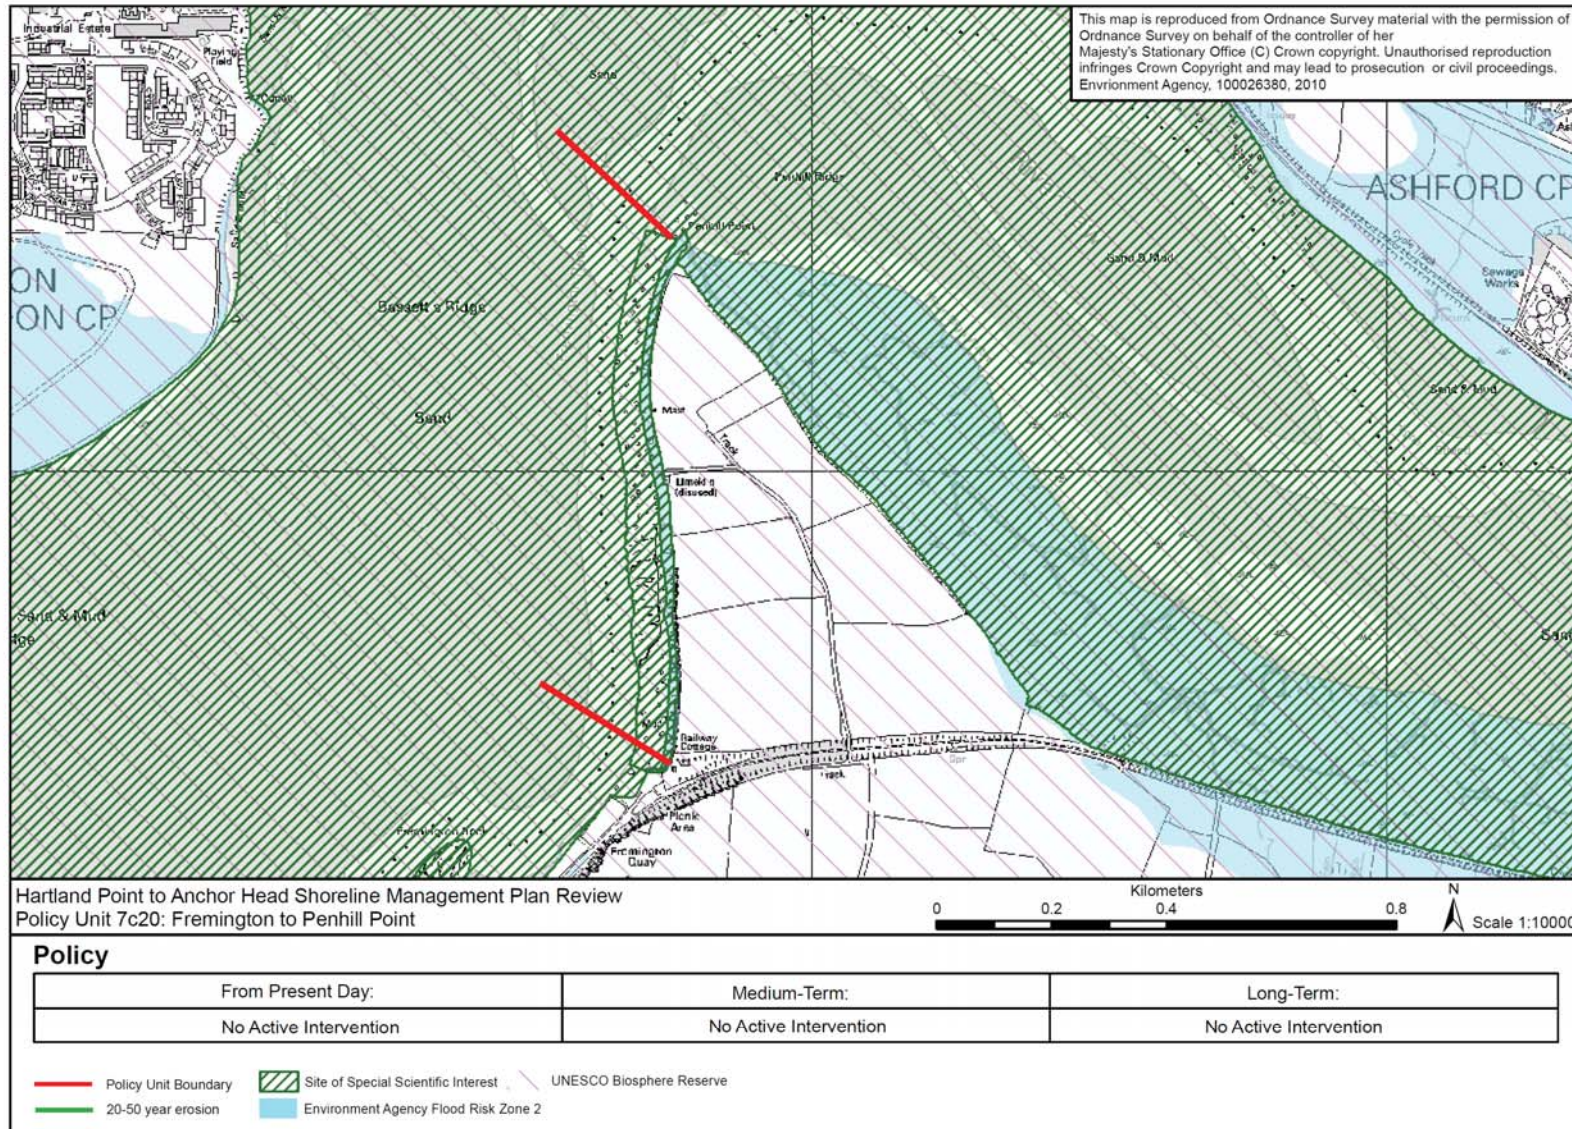 Industrial Estate
Playing
Field
This map is reproduced from Ordnance Survey material with the permission of
Ordnance Survey on behalf of the controller of her
Majesty's Stationary Office (C) Crown copyright. Unauthorised reproduction
infringes Crown Copyright and may lead to prosecution or civil proceedings.
Envrionment Agency, 100026380, 2010
Sand
Penhill Ridge
ASHFORD CP
Penhill Point
Cycle Track
Sand & Mud
Sewage
Works
ON
ON CP
Bassett's Ridge
Sand & Mud
Mast
Sand
Track
(disused)
Sand & Mud
Mud
Railway
Cottage
Track
Picnic
Area
Fremington
Quay
Hartland Point to Anchor Head Shoreline Management Plan Review
Policy Unit 7c20: Fremington to Penhill Point
Kilometers
0 0.2 0.4 0.8
N
Scale 1:10000
Policy
From Present Day: Medium-Term: Long-Term:
No Active Intervention No Active Intervention No Active Intervention
Policy Unit Boundary Site of Special Scientific Interest UNESCO Biosphere Reserve
20-50 year erosion Environment Agency Flood Risk Zone 2